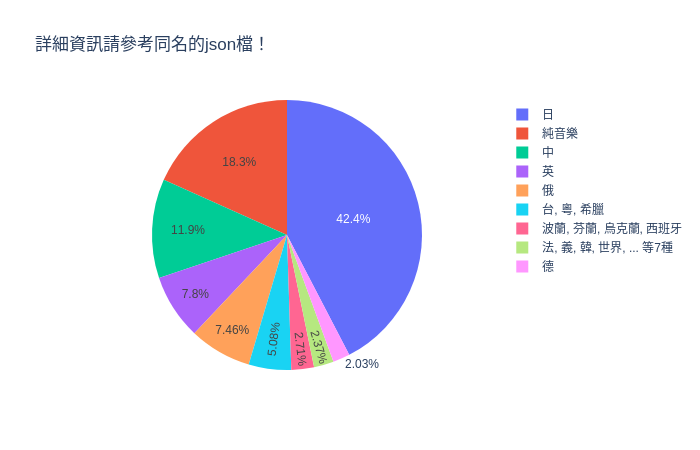 詳細資訊請參考同名的json檔！
日
純音樂
中
英
俄
台, 粵, 希臘
波蘭, 芬蘭, 烏克蘭, 西班牙
法, 義, 韓, 世界, ... 等7種
德
42.4%
18.3%
11.9%
7.8%
7.46%
5.08%
2.71%
2.37%
2.03%